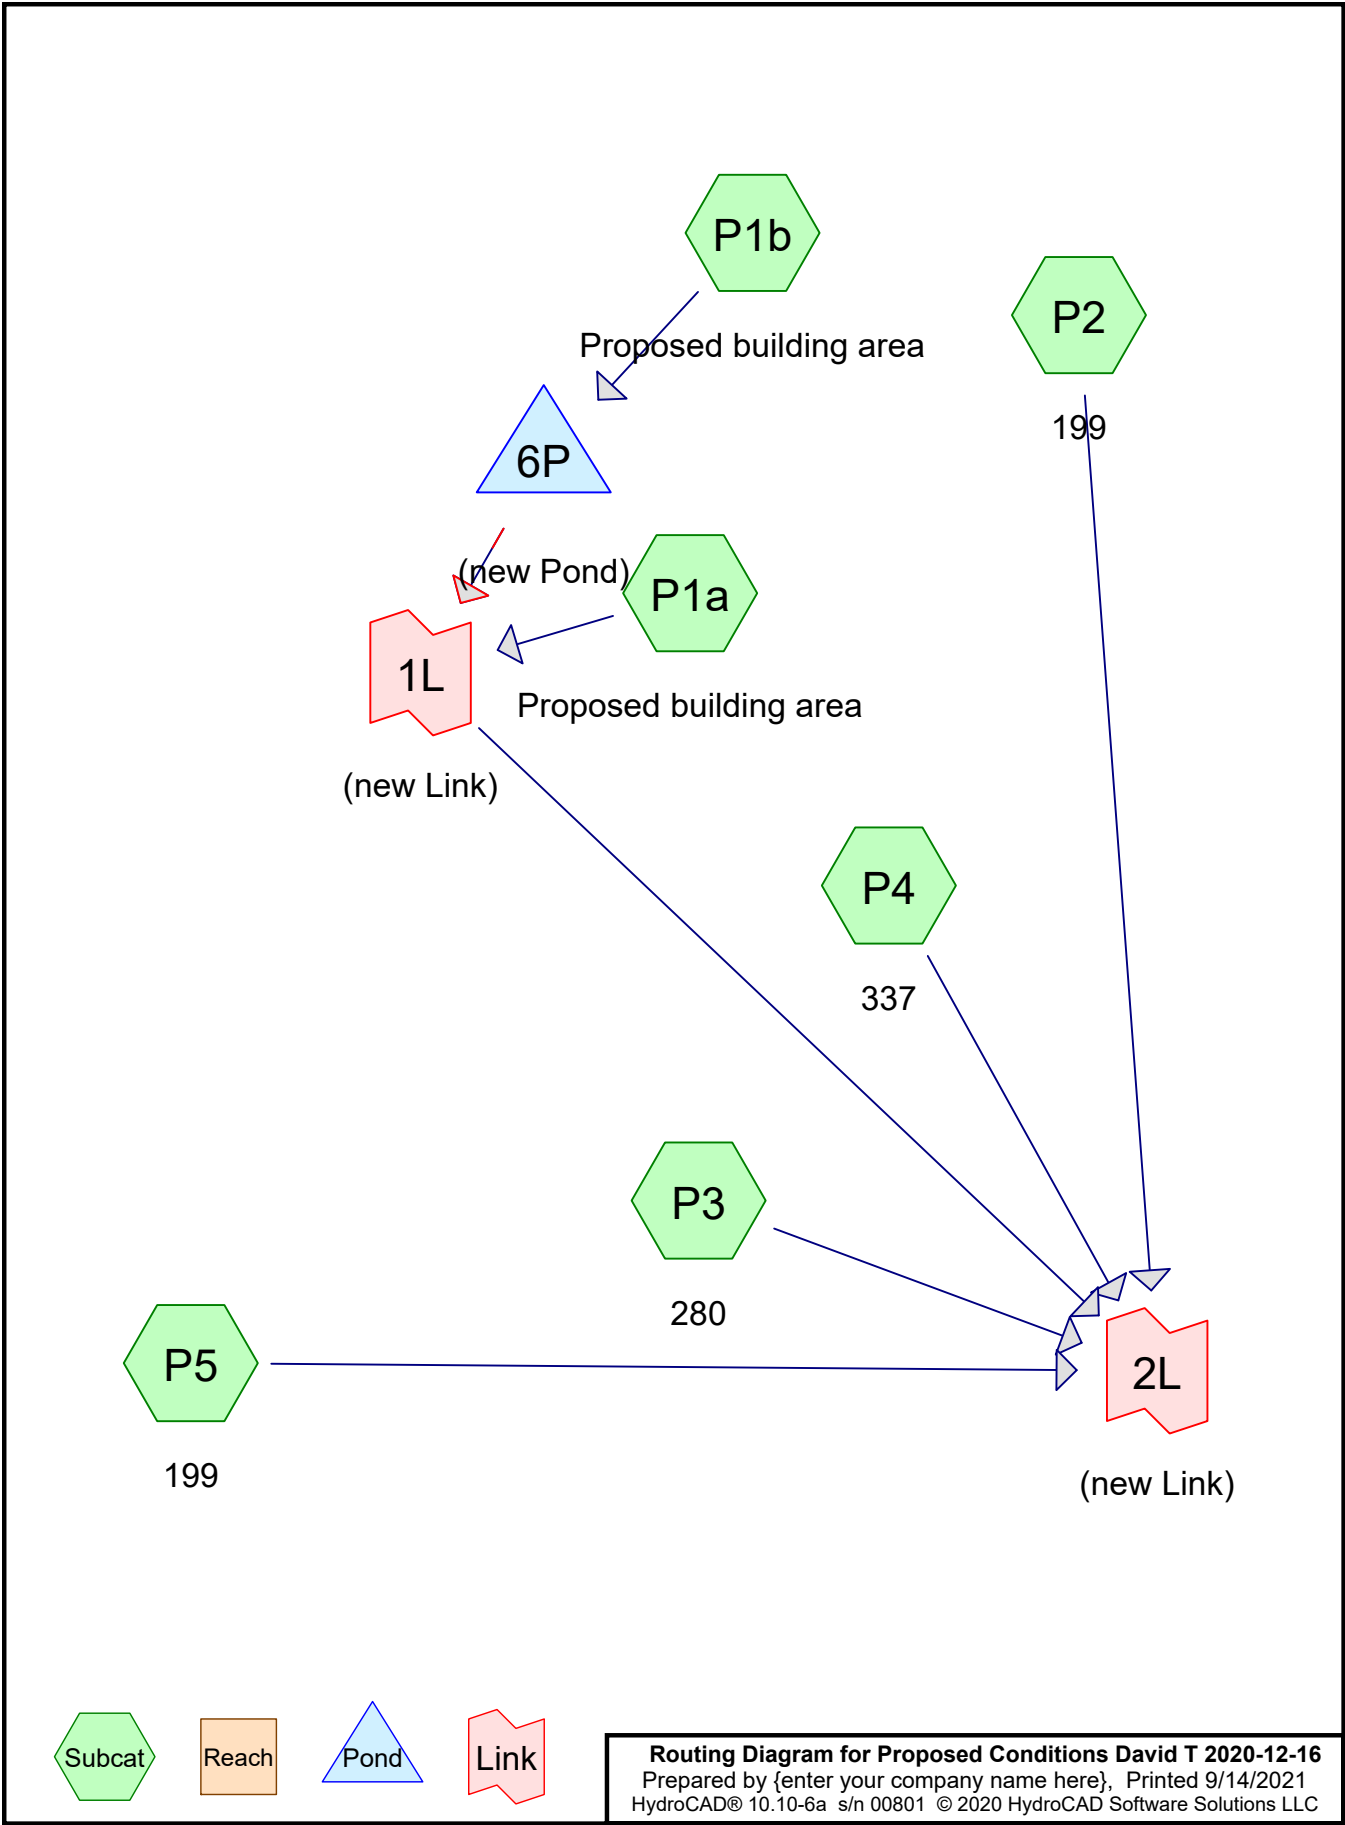 P1b
Proposed building area
P2
199
6P
(new Pond)
P1a
Proposed building area
1L
(new Link)
P4
337
P3
280
P5
199
2L
(new Link)
Subcat
Reach
Pond
Link
Routing Diagram for Proposed Conditions David T 2020-12-16
Prepared by {enter your company name here}, Printed 9/14/2021
HydroCAD® 10.10-6a s/n 00801 © 2020 HydroCAD Software Solutions LLC